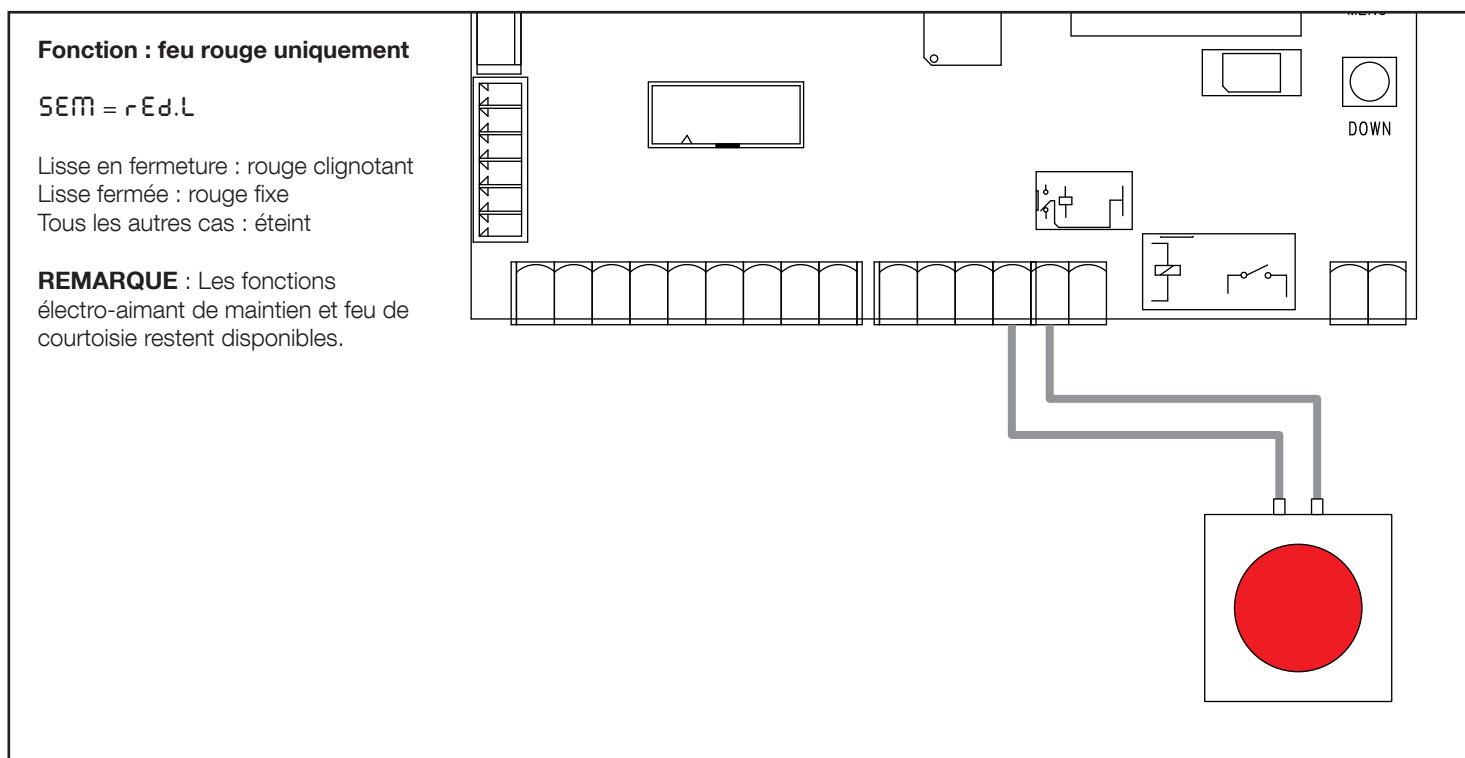 Fonction : feu rouge uniquement
SEM = rEd.L
Lisse en fermeture : rouge clignotant
Lisse fermée : rouge fixe
Tous les autres cas : éteint
REMARQUE : Les fonctions
électro-aimant de maintien et feu de
courtoisie restent disponibles.
DOWN